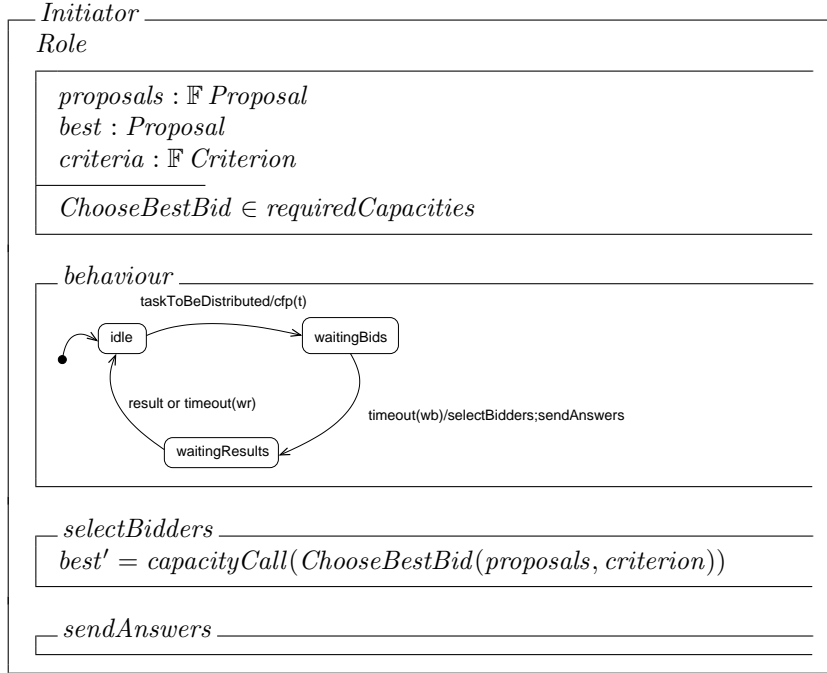 Initiator
Role
proposals : 𝔽 Proposal
best : Proposal
criteria : 𝔽 Criterion
ChooseBestBid ∈ requiredCapacities
behaviour
taskToBeDistributed/cfp(t)
idle
waitingBids
result or timeout(wr)
timeout(wb)/selectBidders;sendAnswers
waitingResults
selectBidders
best′ = capacityCall(ChooseBestBid(proposals, criterion))
sendAnswers